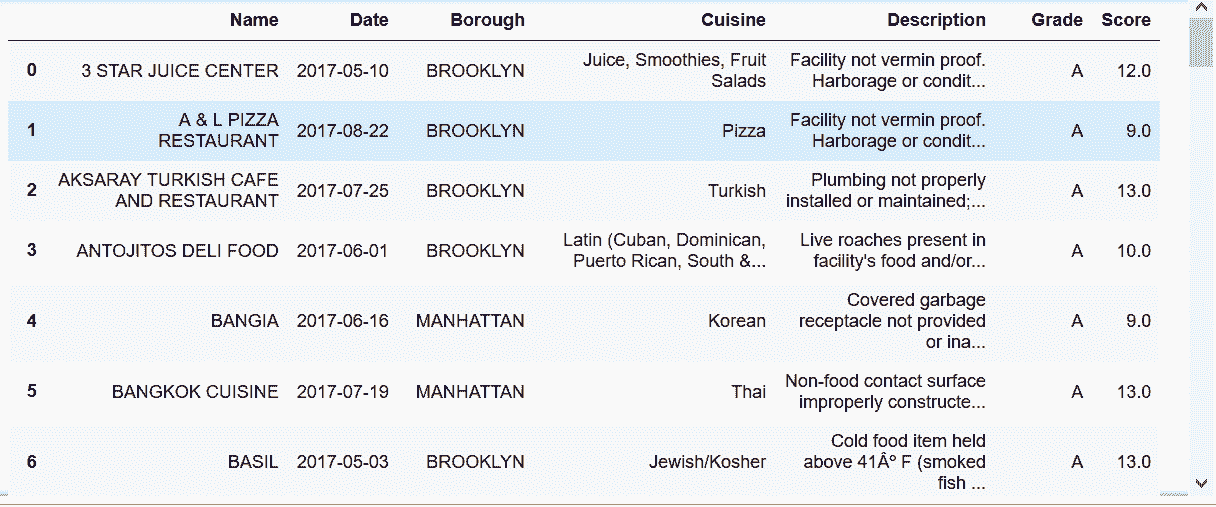 Name Date Borough Cuisine Description Grade Score
0 3 STAR JUICE CENTER 2017-05-10 BROOKLYN Juice, Smoothies, Fruit Salads Facility not vermin proof. Harborage or condit... A 12.0
1 A & L PIZZA RESTAURANT 2017-08-22 BROOKLYN Pizza Facility not vermin proof. Harborage or condit... A 9.0
2 AKSARAY TURKISH CAFE AND RESTAURANT 2017-07-25 BROOKLYN Turkish Plumbing not properly installed or maintained;... A 13.0
3 ANTOJITOS DELI FOOD 2017-06-01 BROOKLYN Latin (Cuban, Dominican, Puerto Rican, South &... Live roaches present in facility's food and/or... A 10.0
4 BANGIA 2017-06-16 MANHATTAN Korean Covered garbage receptacle not provided or ina... A 9.0
5 BANGKOK CUISINE 2017-07-19 MANHATTAN Thai Non-food contact surface improperly constructe... A 13.0
6 BASIL 2017-05-03 BROOKLYN Jewish/Kosher Cold food item held above 41Âº F (smoked fish ... A 13.0